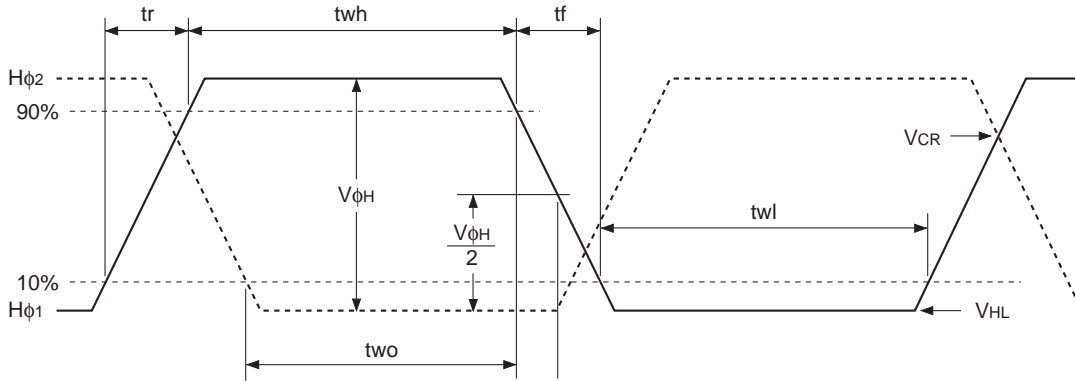 tr twh tf
Hϕ2
90%
VCR
VϕH
twl
VϕH
2
10%
Hϕ1
VHL
two